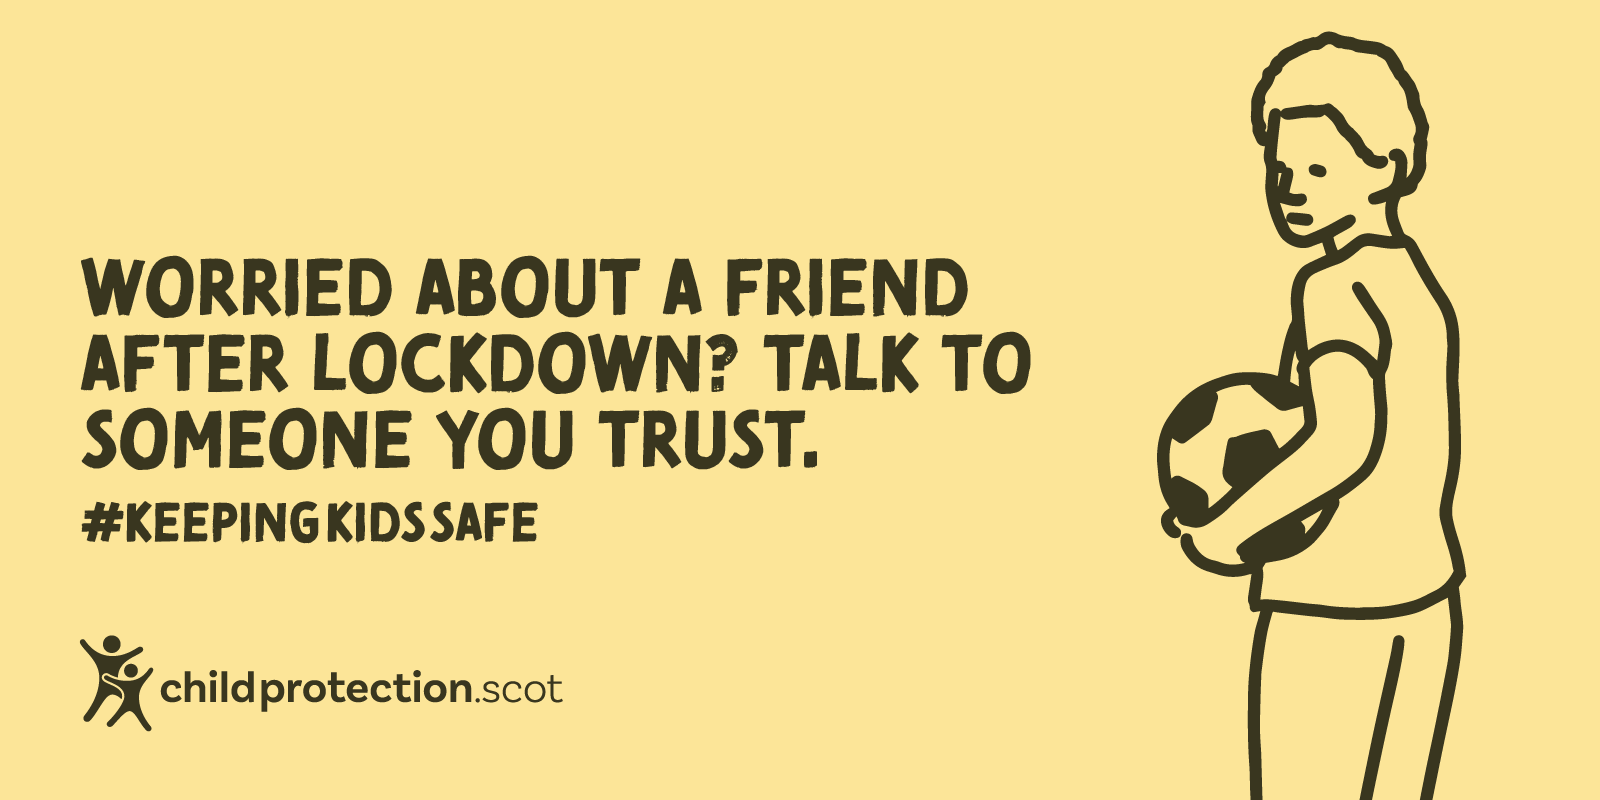 WORRIED ABOUT A FRIEND
AFTER LOCKDOWN? TALK TO
SOMEONE YOU TRUST.
#KEEPINGKIDSSAFE
childprotection.scot